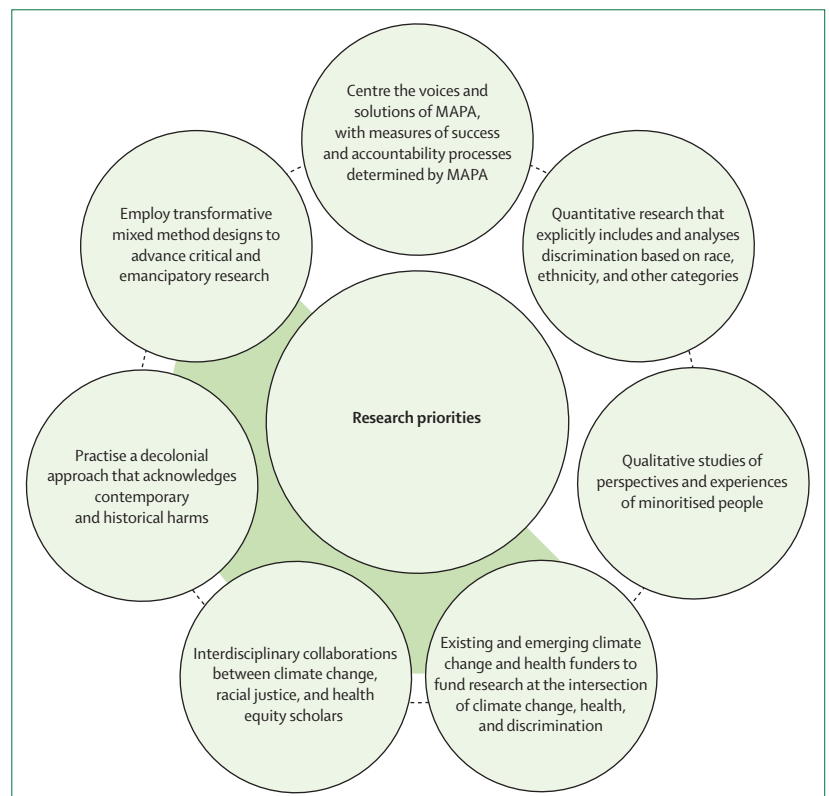 Centre the voices and
solutions of MAPA,
with measures of success
and accountability processes
determined by MAPA
Employ transformative
mixed method designs to
advance critical and
emancipatory research
Quantitative research that
explicitly includes and analyses
discrimination based on race,
ethnicity, and other categories
Research priorities
Practise a decolonial
approach that acknowledges
contemporary
and historical harms
Qualitative studies of
perspectives and experiences
of minoritised people
Interdisciplinary collaborations
between climate change,
racial justice, and health
equity scholars
Existing and emerging climate
change and health funders to
fund research at the intersection
of climate change, health,
and discrimination